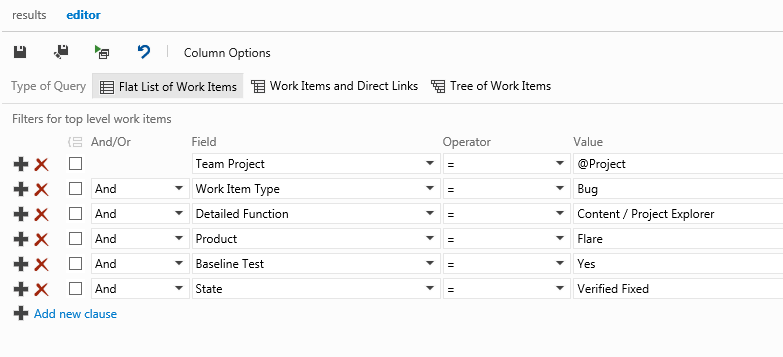 results editor
Column Options
Type of Query Flat List of Work Items Work Items and Direct Links Tree of Work Items
Filters for top level work items
And/Or Field Operator Value
Team Project = @Project
And Work Item Type = Bug
And Detailed Function = Content / Project Explorer
And Product = Flare
And Baseline Test = Yes
And State = Verified Fixed
Add new clause